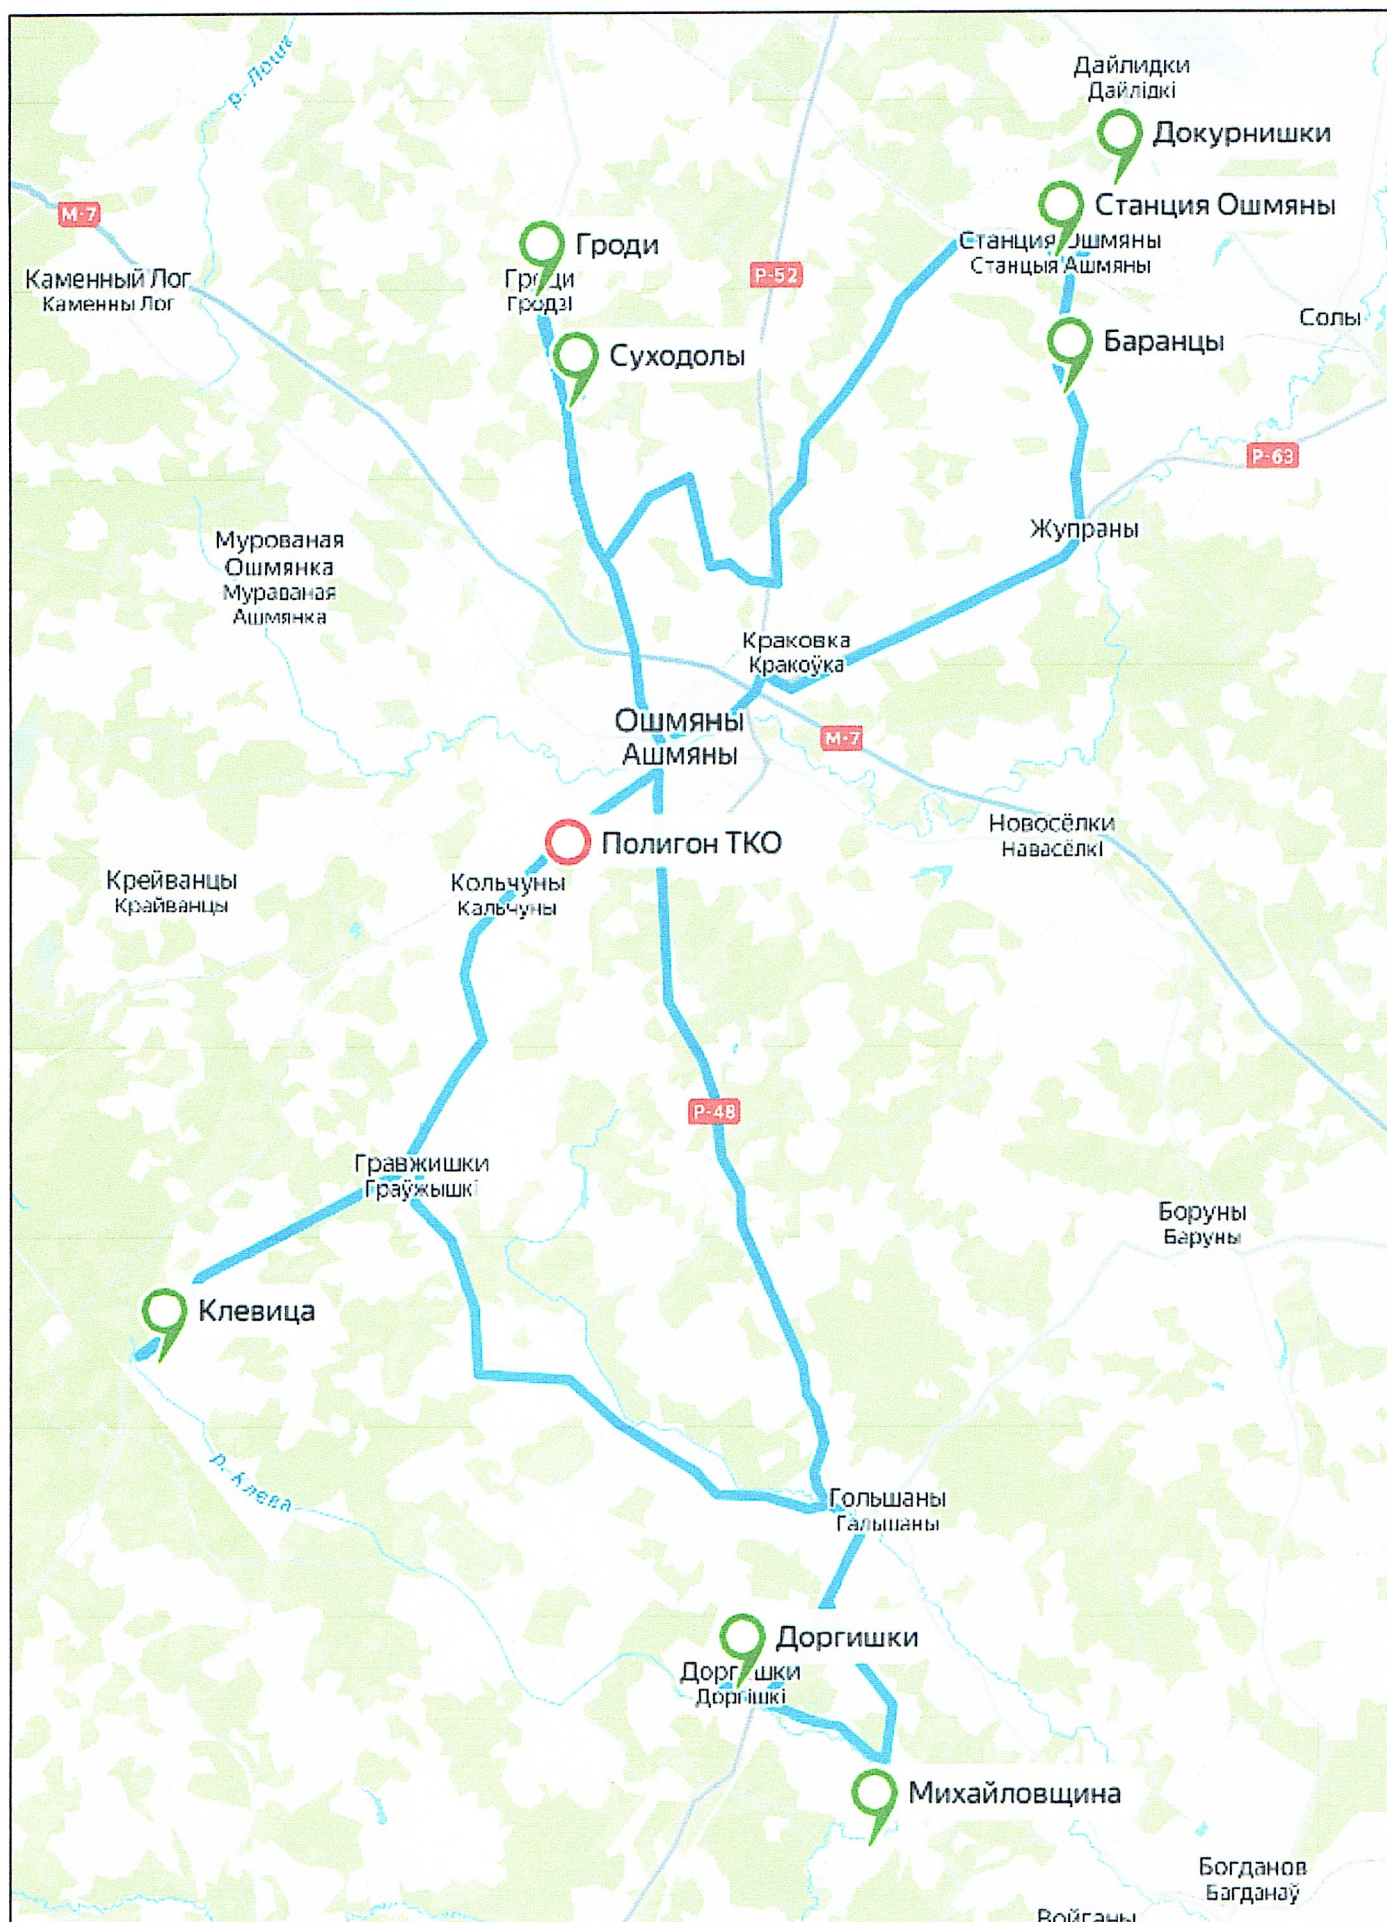 р. Лоша
Дайлидки
Дайлідкі
Докурнишки
М-7
Станция Ошмяны
Гроди
Станция Ошмяны
Станцыя Ашмяны
Р-52
Каменный Лог
Каменны Лог
Гроди
Гродзі
Солы
Суходолы
Баранцы
Р-63
Мурованая
Ошмянка
Мураваная
Ашмянка
Жупраны
Краковка
Кракоўка
Ошмяны
Ашмяны
М-7
Полигон ТКО
Новосёлки
Навасёлкі
Крейванцы
Крайванцы
Кольчуны
Кальчуны
Р-48
Гравжишки
Граўжышкі
Боруны
Баруны
Клевица
р. Клева
Гольшаны
Гальшаны
Доргишки
Доргишки
Доргішкі
Михайловщина
Богданов
Багданаў
Войганы